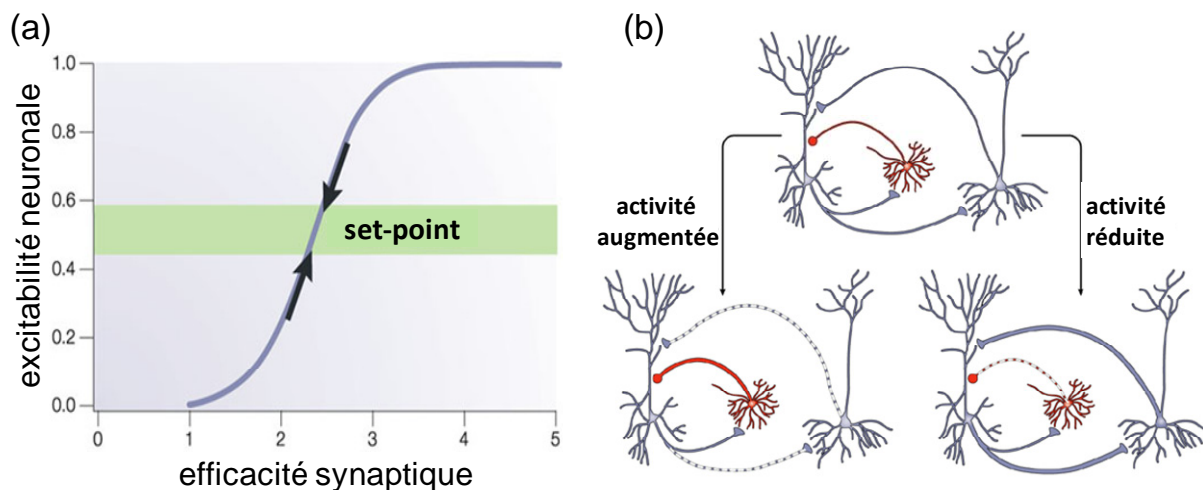 (a)
excitabilité neuronale
1.0
0.8
0.6
0.4
0.2
0.0
set-point
0 1 2 3 4 5
efficacité synaptique
(b)
activité
augmentée
activité
réduite